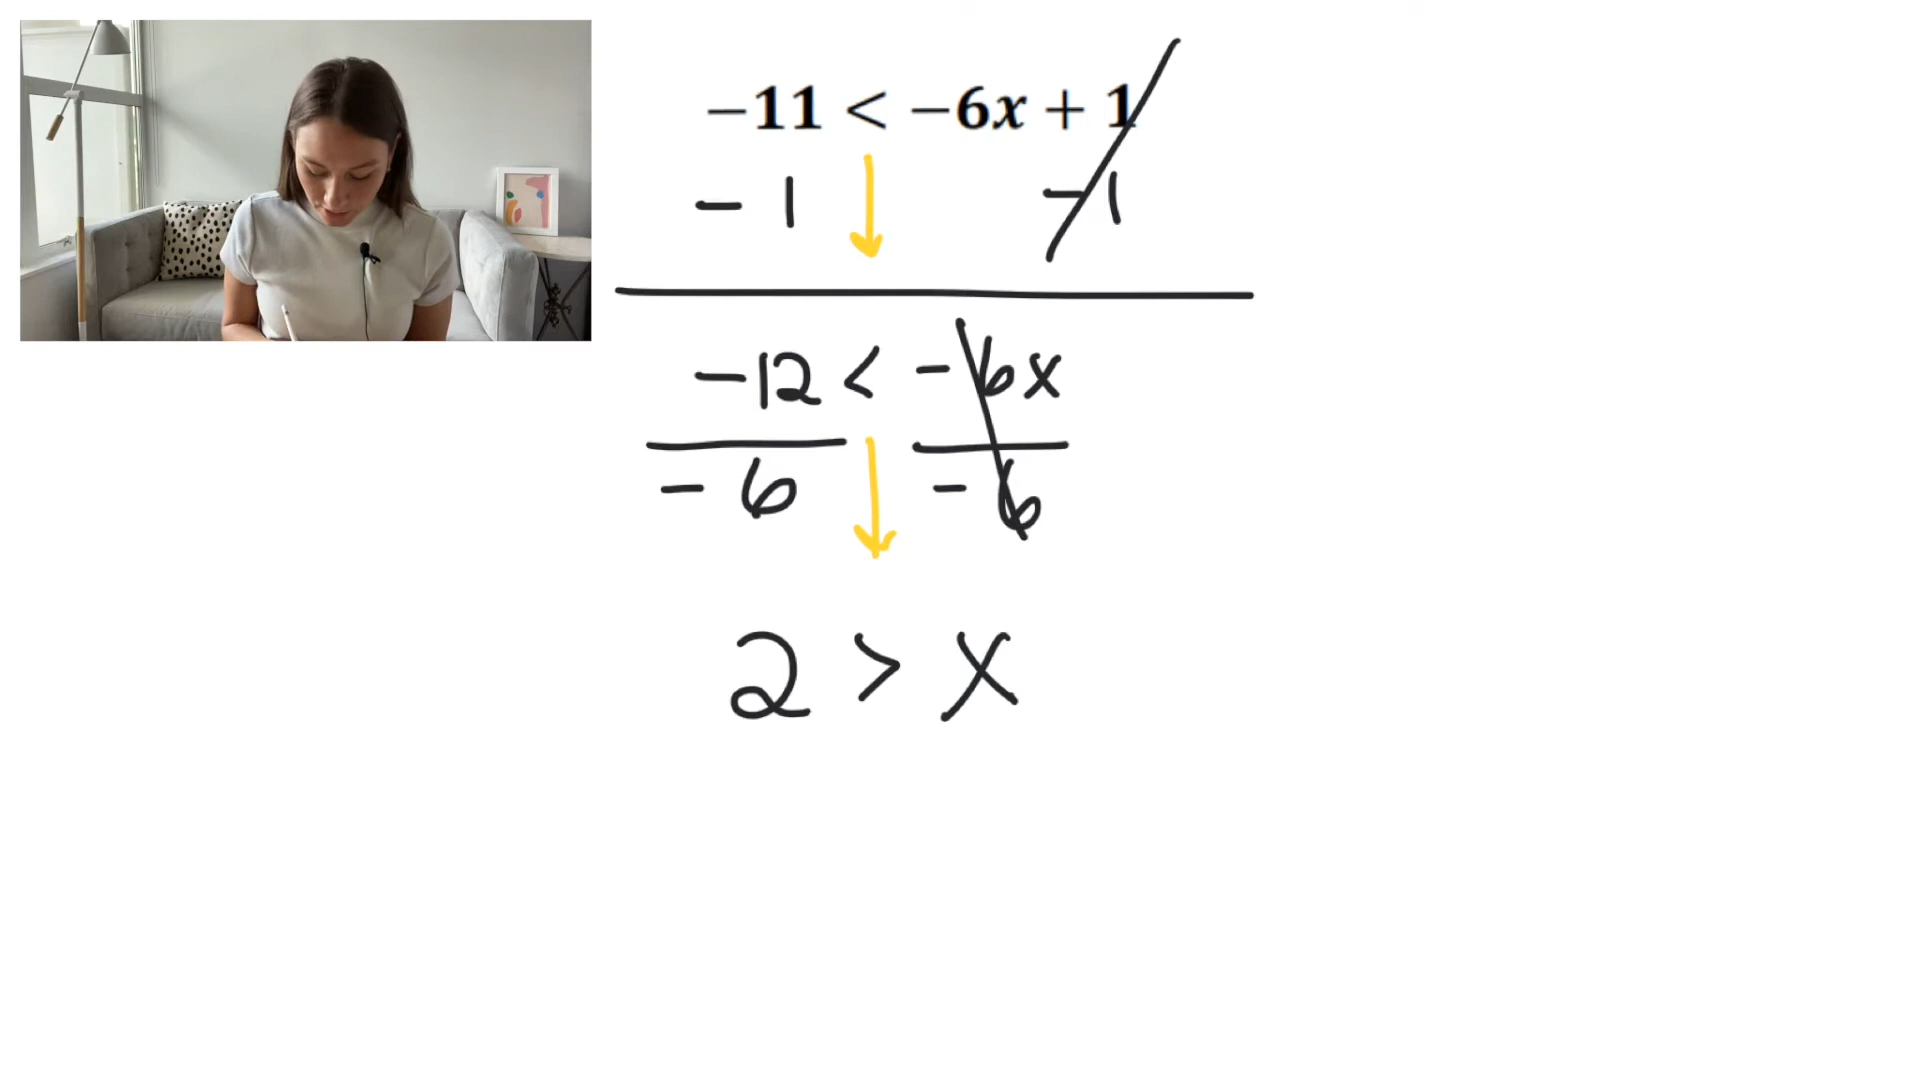 −11 < −6x + 1
− 1 −1
−12 < −6x
− 6 − 6
2 > x